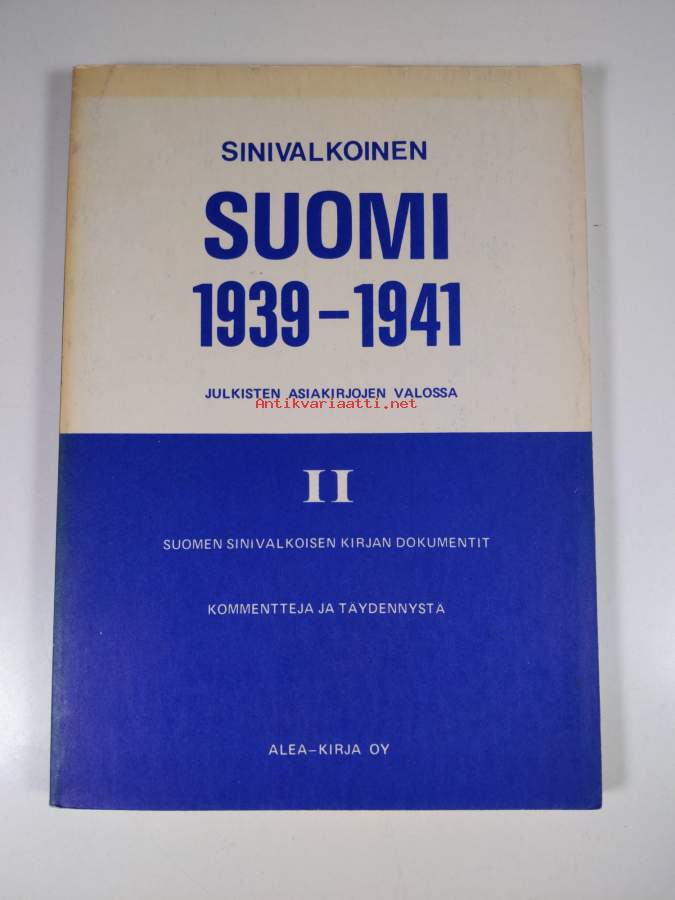 SINIVALKOINEN
SUOMI
1939–1941
JULKISTEN ASIAKIRJOJEN VALOSSA
Antikvariaatti.net
II
SUOMEN SINIVALKOISEN KIRJAN DOKUMENTIT
KOMMENTTEJA JA TÄYDENNYSTÄ
ALEA–KIRJA OY